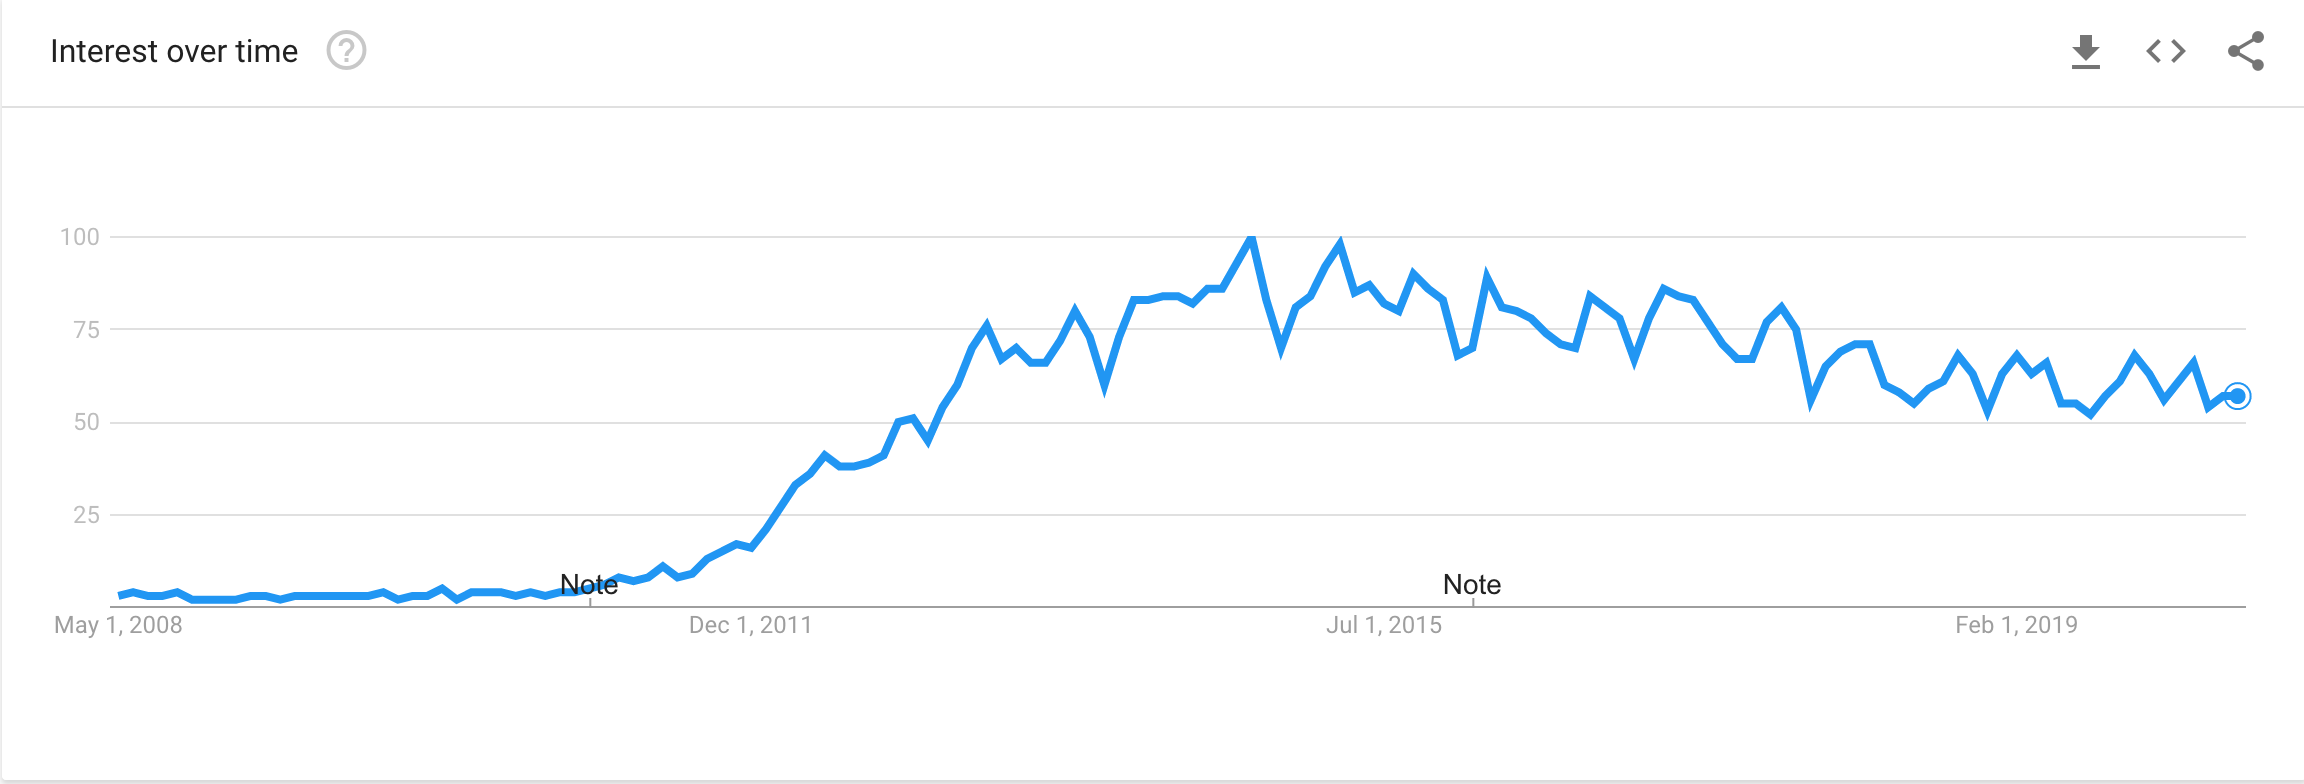 Interest over time ?
100
75
50
25
Note Note
May 1, 2008 Dec 1, 2011 Jul 1, 2015 Feb 1, 2019